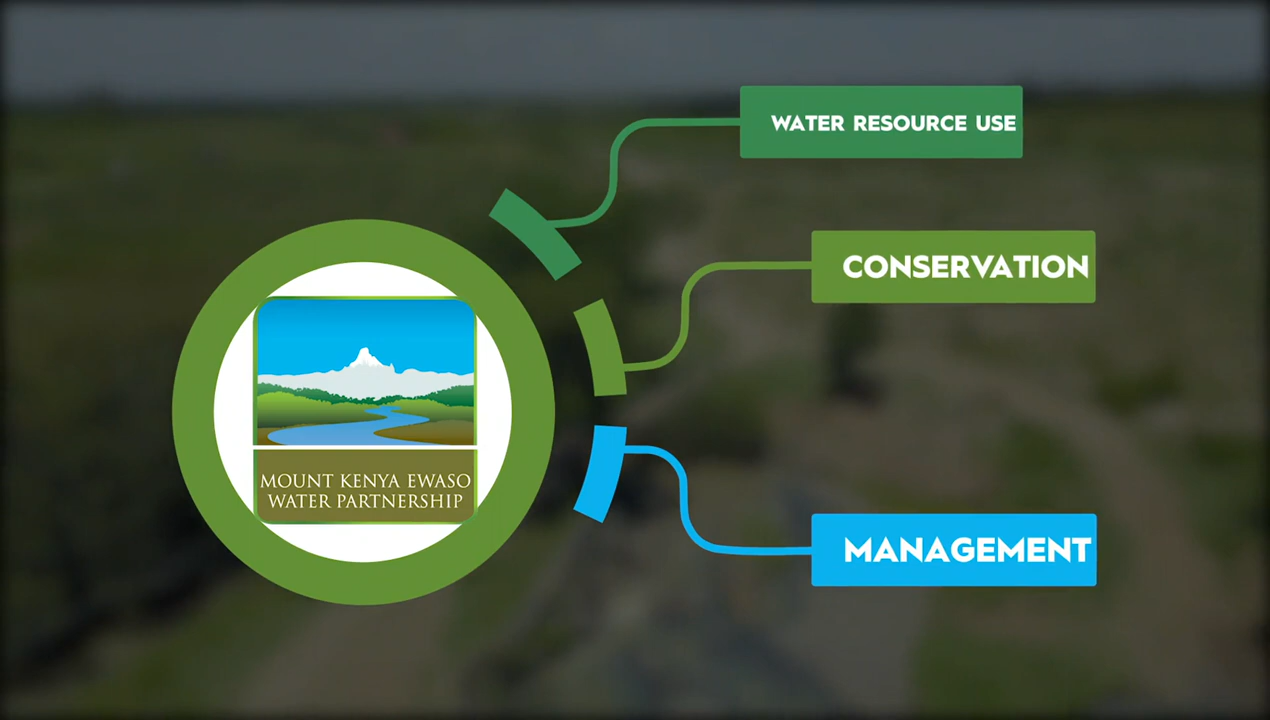 WATER RESOURCE USE
CONSERVATION
MOUNT KENYA EWASO
WATER PARTNERSHIP
MANAGEMENT